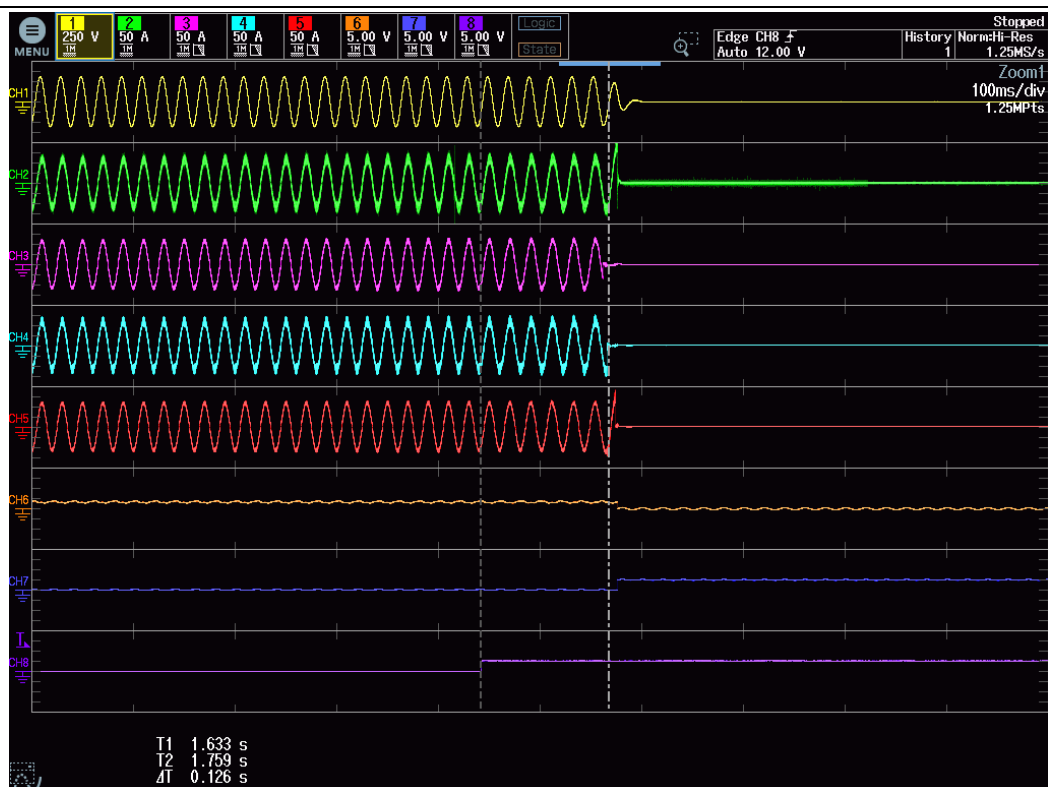 1 2 3 4 5 6 7 8 Logic Stopped
250 V 50 A 50 A 50 A 50 A 5.00 V 5.00 V 5.00 V Edge CH8 History Norm:Hi-Res
MENU 1M 1M 1M 1M 1M 1M 1M 1M State Auto 12.00 V 1 1.25MS/s
Zoom1
100ms/div
1.25MPts
CH1
CH2
CH3
CH4
CH5
CH6
CH7
T
CH8
T1 1.633 s
T2 1.759 s
ΔT 0.126 s